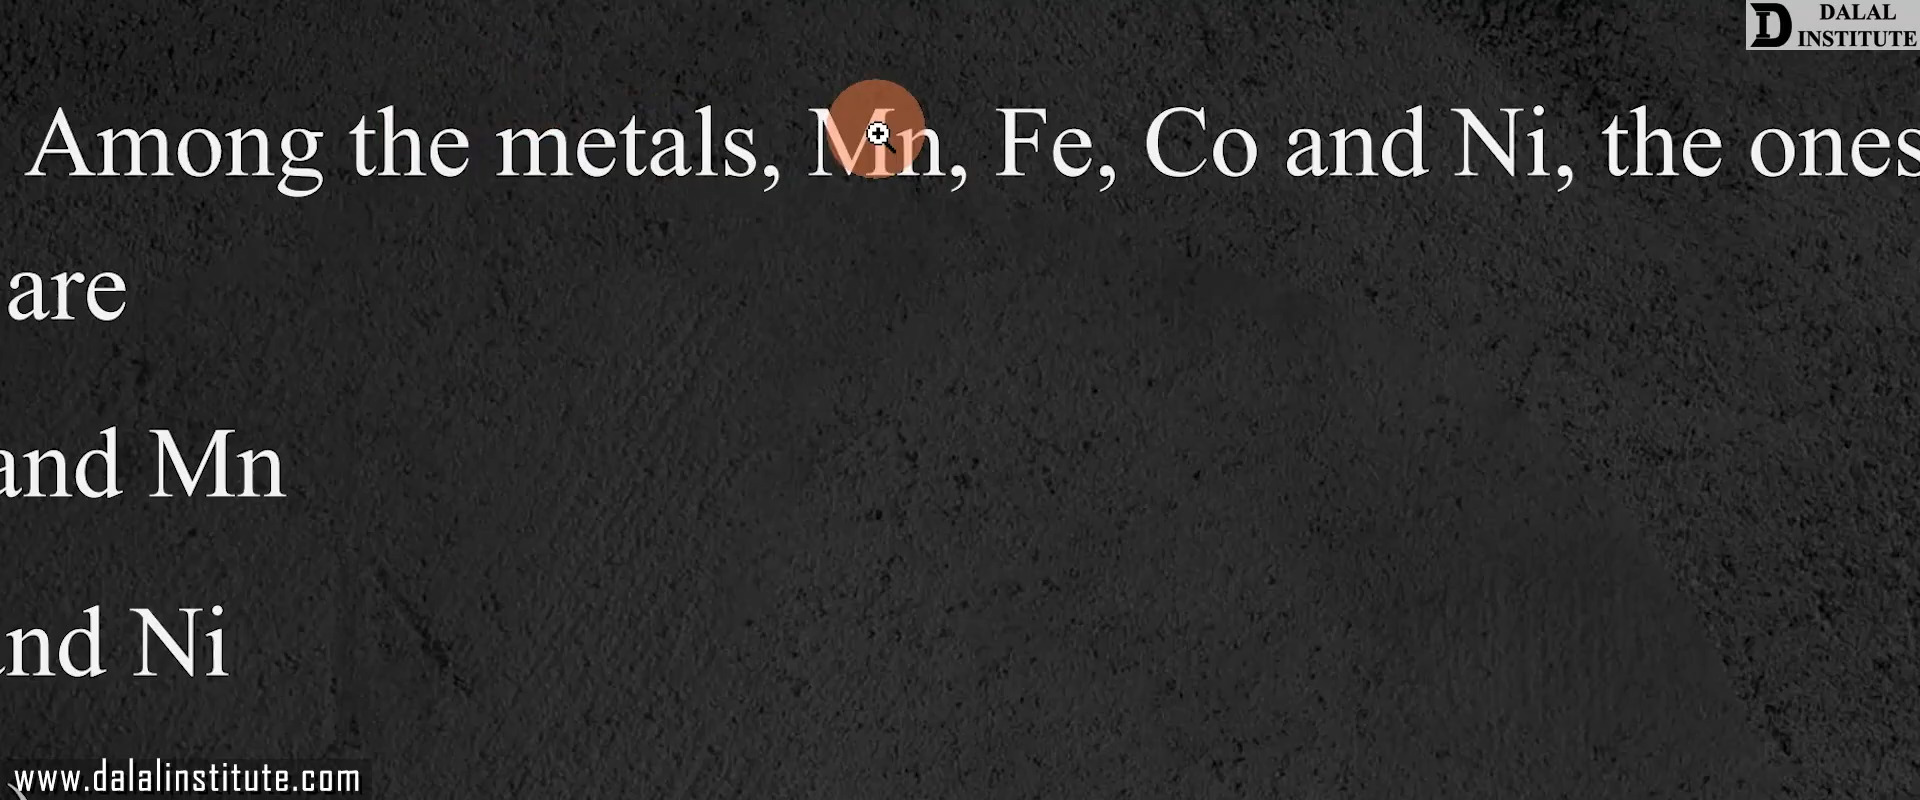 DALAL
INSTITUTE
Among the metals, Mn, Fe, Co and Ni, the ones
are
and Mn
and Ni
www.dalalinstitute.com